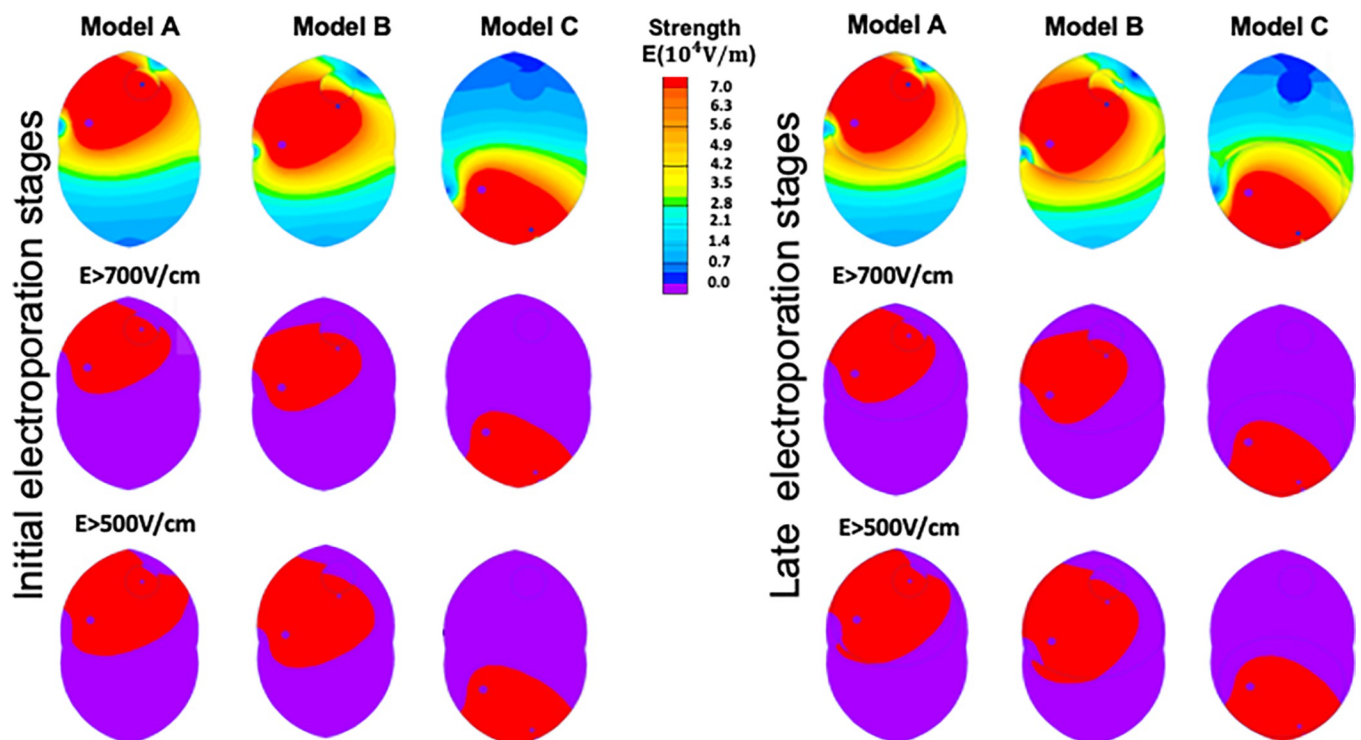 Initial electroporation stages
Model A Model B Model C
Strength
E(10⁴V/m)
7.0
6.3
5.6
4.9
4.2
3.5
2.8
2.1
1.4
0.7
0.0
E>700V/cm
E>500V/cm
Late electroporation stages
Model A Model B Model C
E>700V/cm
E>500V/cm